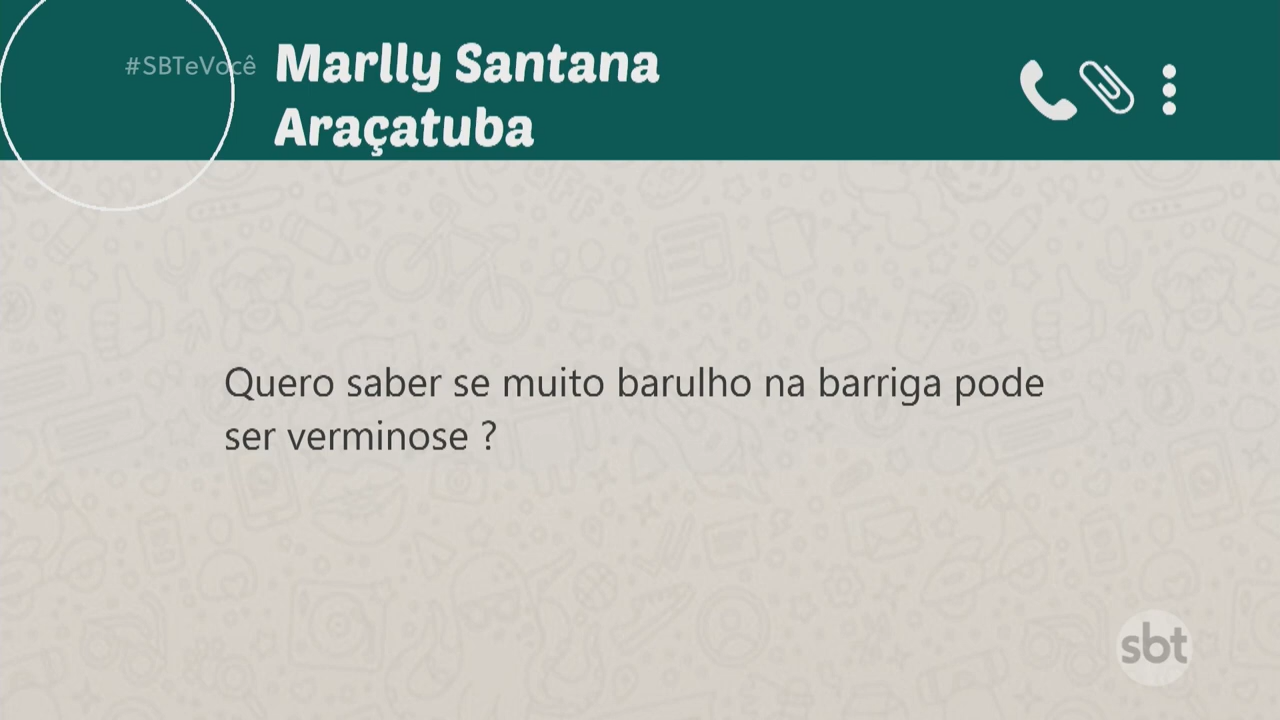 #SBTeVocê
Marlly Santana
Araçatuba
Quero saber se muito barulho na barriga pode
ser verminose ?
sbt